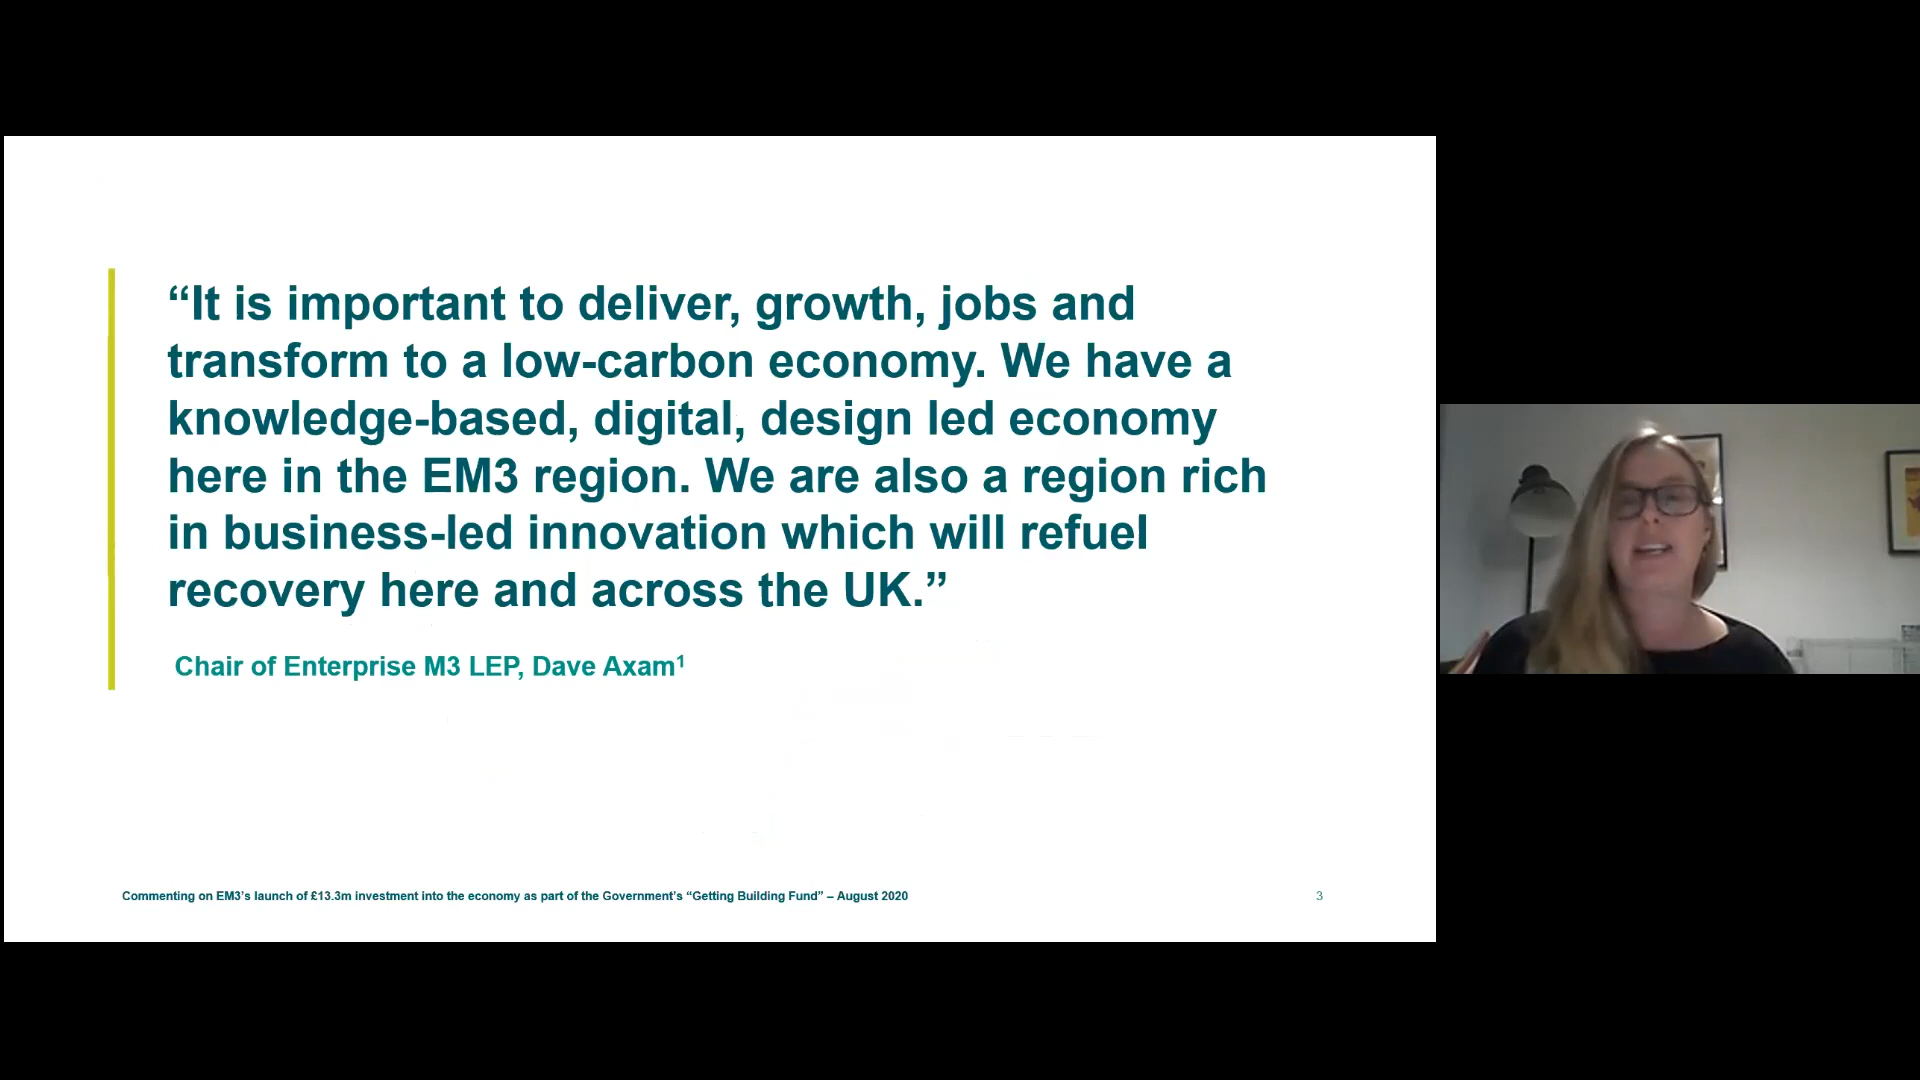 “It is important to deliver, growth, jobs and
transform to a low-carbon economy. We have a
knowledge-based, digital, design led economy
here in the EM3 region. We are also a region rich
in business-led innovation which will refuel
recovery here and across the UK.”
Chair of Enterprise M3 LEP, Dave Axam¹
Commenting on EM3’s launch of £13.3m investment into the economy as part of the Government’s “Getting Building Fund” – August 2020
3